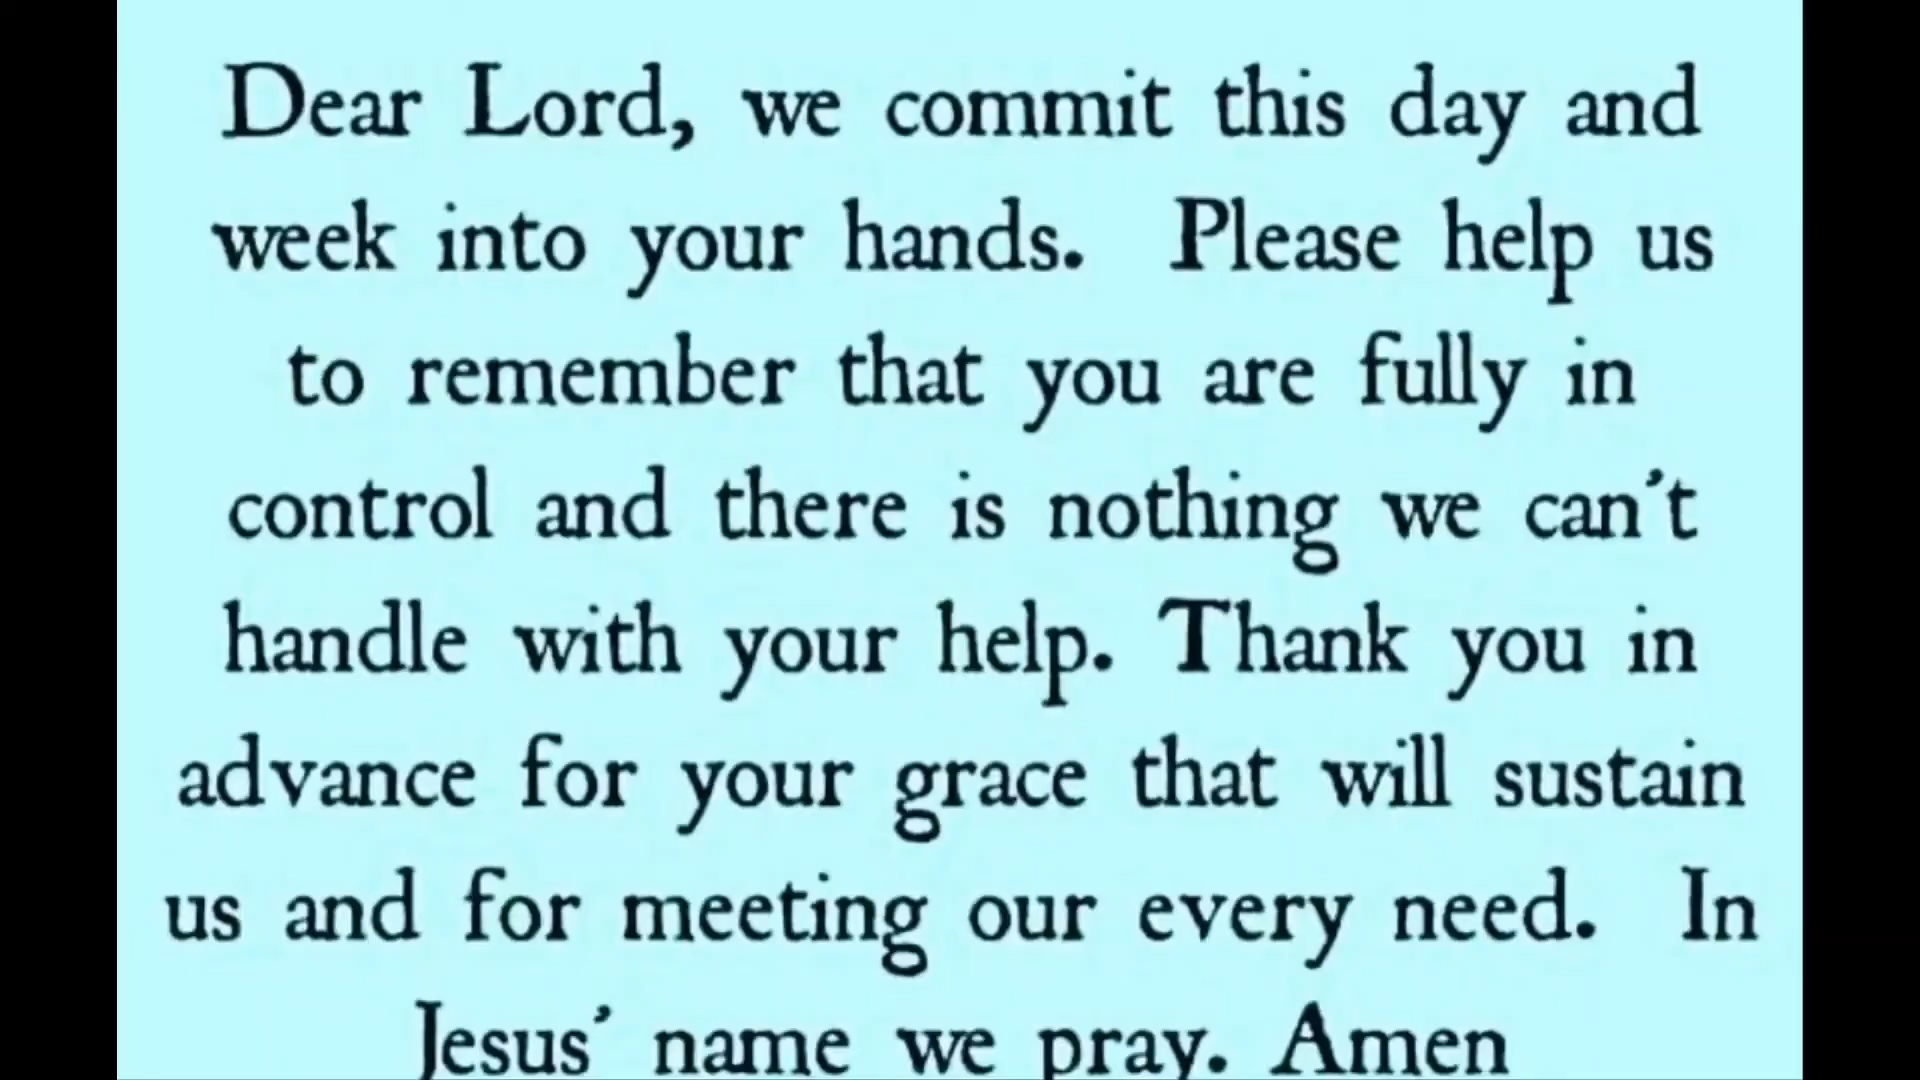 Dear Lord, we commit this day and
week into your hands.  Please help us
to remember that you are fully in
control and there is nothing we can't
handle with your help. Thank you in
advance for your grace that will sustain
us and for meeting our every need.  In
Jesus' name we pray. Amen